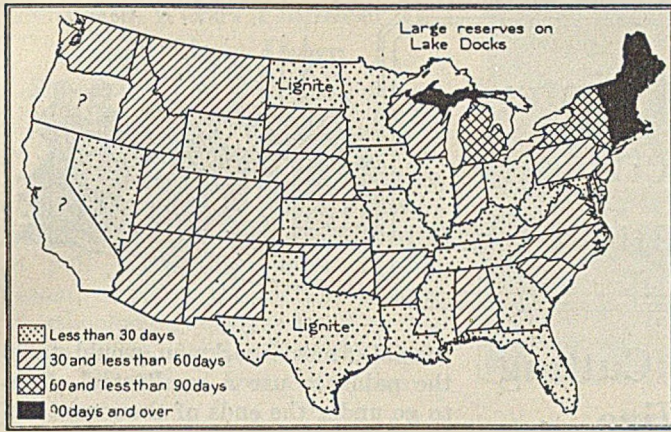 Large reserves on
Lake Docks
Lignite
?
?
Lignite
Less than 30 days
30 and less than 60 days
60 and less than 90 days
90 days and over